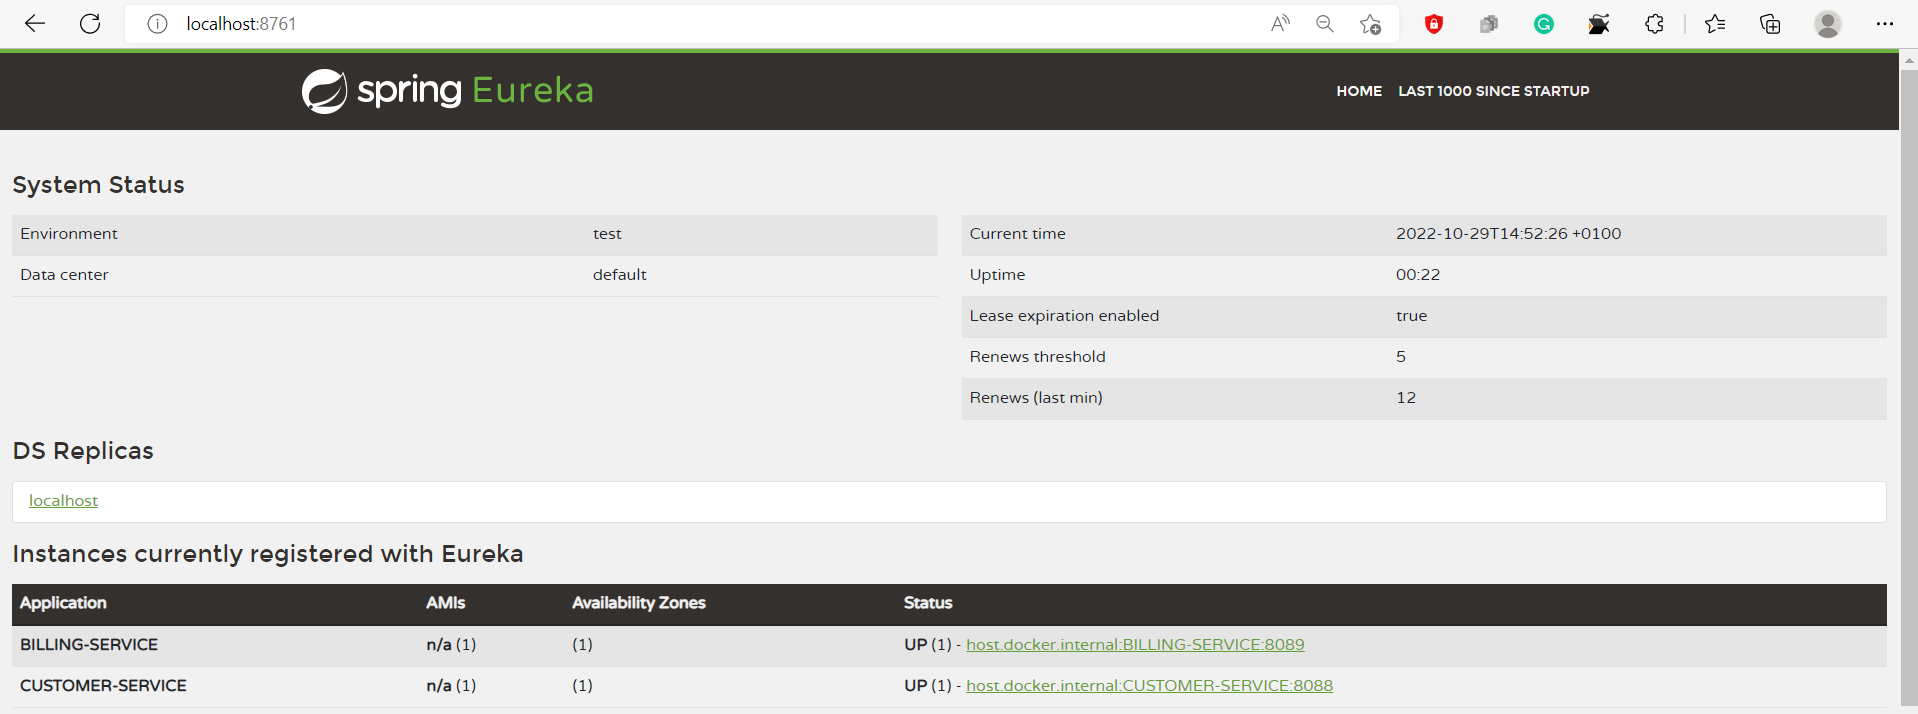 localhost:8761
spring Eureka
HOME LAST 1000 SINCE STARTUP
System Status
Environment test
Data center default
Current time 2022-10-29T14:52:26 +0100
Uptime 00:22
Lease expiration enabled true
Renews threshold 5
Renews (last min) 12
DS Replicas
localhost
Instances currently registered with Eureka
Application AMIs Availability Zones Status
BILLING-SERVICE n/a (1) (1) UP (1) - host.docker.internal:BILLING-SERVICE:8089
CUSTOMER-SERVICE n/a (1) (1) UP (1) - host.docker.internal:CUSTOMER-SERVICE:8088